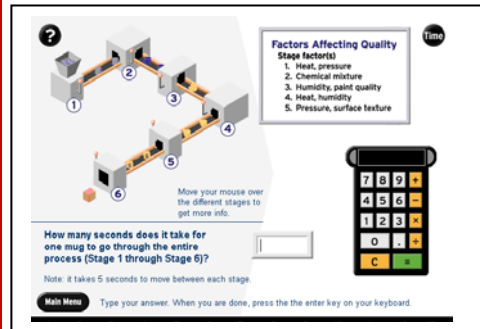 ?
Time
Factors Affecting Quality
Stage factor(s)
1. Heat, pressure
2. Chemical mixture
3. Humidity, paint quality
4. Heat, humidity
5. Pressure, surface texture
1
2
3
4
5
6
Move your mouse over
the different stages to
get more info.
7 8 9 +
4 5 6 −
1 2 3 ×
0 . ÷
C =
How many seconds does it take for
one mug to go through the entire
process (Stage 1 through Stage 6)?
Note: it takes 5 seconds to move between each stage.
Main Menu
Type your answer. When you are done, press the the enter key on your keyboard.